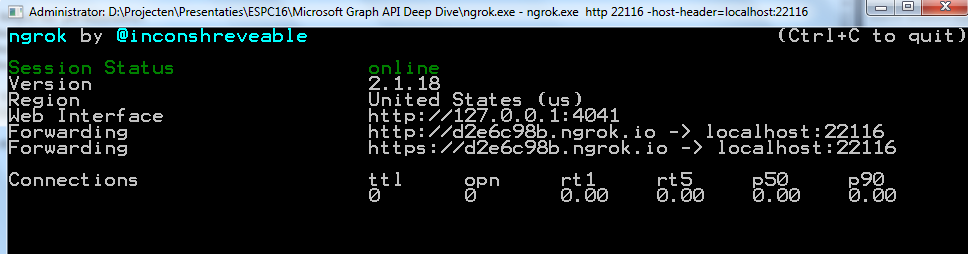 Administrator: D:\Projecten\Presentaties\ESPC16\Microsoft Graph API Deep Dive\ngrok.exe - ngrok.exe  http 22116 -host-header=localhost:22116
ngrok by @inconshreveable (Ctrl+C to quit)
Session Status online
Version 2.1.18
Region United States (us)
Web Interface http://127.0.0.1:4041
Forwarding http://d2e6c98b.ngrok.io -> localhost:22116
Forwarding https://d2e6c98b.ngrok.io -> localhost:22116
Connections ttl opn rt1 rt5 p50 p90
0 0 0.00 0.00 0.00 0.00